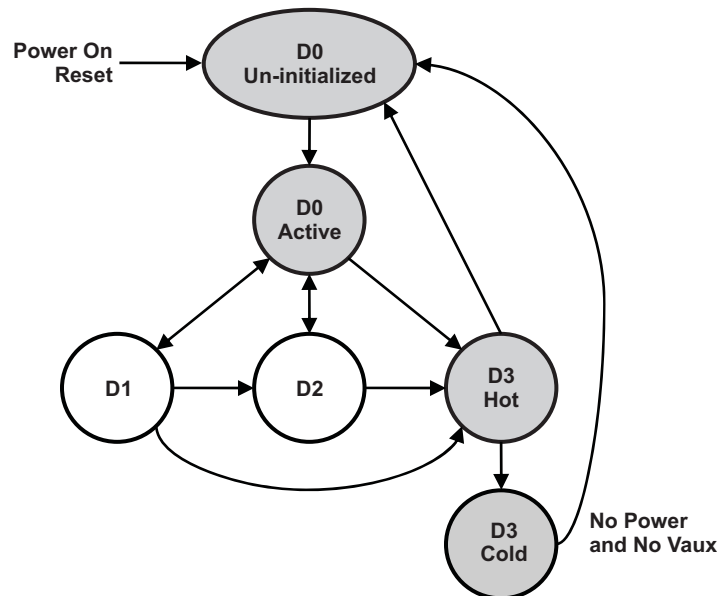 Power On
Reset
D0
Un-initialized
D0
Active
D1
D2
D3
Hot
D3
Cold
No Power
and No Vaux